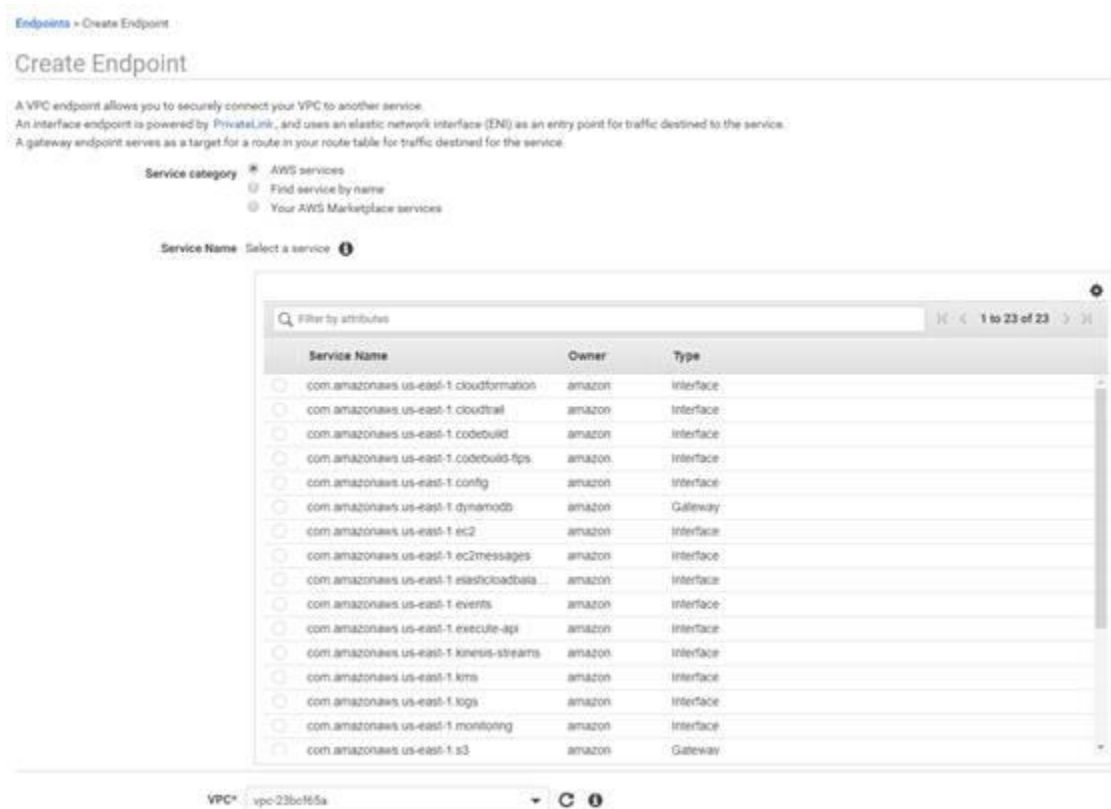 Endpoints > Create Endpoint
Create Endpoint
A VPC endpoint allows you to securely connect your VPC to another service.
An interface endpoint is powered by PrivateLink, and uses an elastic network interface (ENI) as an entry point for traffic destined to the service.
A gateway endpoint serves as a target for a route in your route table for traffic destined for the service.
Service category AWS services
Find service by name
Your AWS Marketplace services
Service Name Select a service
Filter by attributes 1 to 23 of 23
Service Name Owner Type
com.amazonaws.us-east-1.cloudformation amazon Interface
com.amazonaws.us-east-1.cloudtrail amazon Interface
com.amazonaws.us-east-1.codebuild amazon Interface
com.amazonaws.us-east-1.codebuild-fips amazon Interface
com.amazonaws.us-east-1.config amazon Interface
com.amazonaws.us-east-1.dynamodb amazon Gateway
com.amazonaws.us-east-1.ec2 amazon Interface
com.amazonaws.us-east-1.ec2messages amazon Interface
com.amazonaws.us-east-1.elasticloadbala... amazon Interface
com.amazonaws.us-east-1.events amazon Interface
com.amazonaws.us-east-1.execute-api amazon Interface
com.amazonaws.us-east-1.kinesis-streams amazon Interface
com.amazonaws.us-east-1.kms amazon Interface
com.amazonaws.us-east-1.logs amazon Interface
com.amazonaws.us-east-1.monitoring amazon Interface
com.amazonaws.us-east-1.s3 amazon Gateway
VPC*